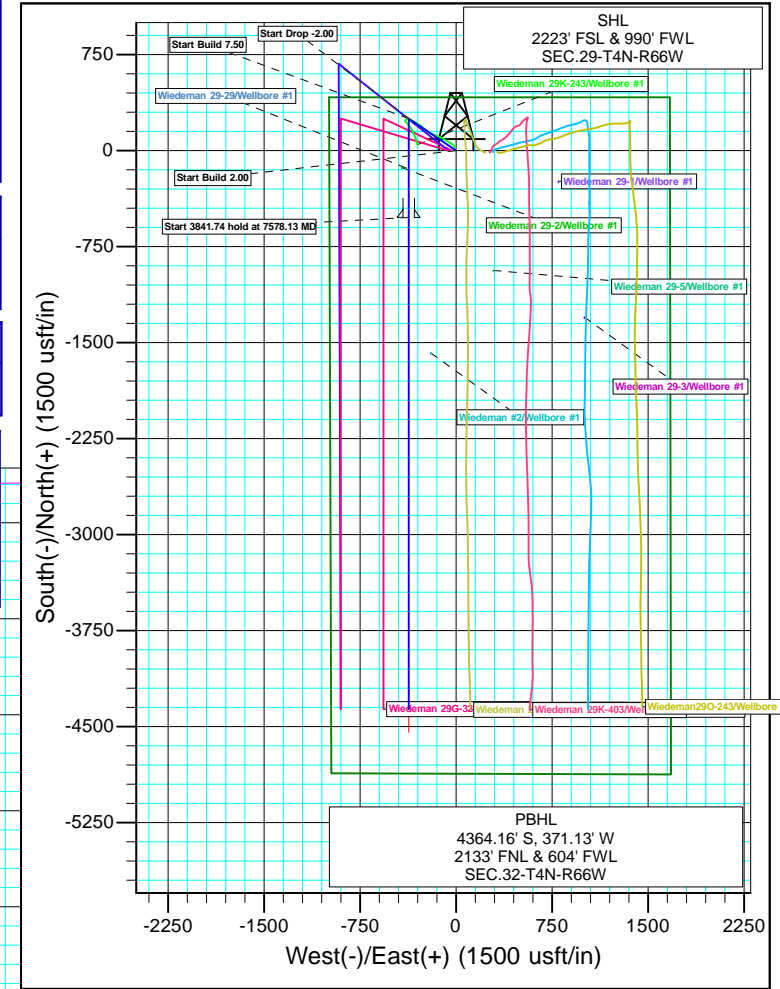 SHL
2223' FSL & 990' FWL
SEC.29-T4N-R66W
Start Drop -2.00
Start Build 7.50
Wiedeman 29K-243/Wellbore #1
Wiedeman 29-29/Wellbore #1
Start Build 2.00
Wiedeman 29-1/Wellbore #1
Start 3841.74 hold at 7578.13 MD
Wiedeman 29-2/Wellbore #1
Wiedeman 29-5/Wellbore #1
Wiedeman 29-3/Wellbore #1
Wiedeman #2/Wellbore #1
Wiedeman 29G-32
Wiedeman
Wiedeman 29K-403/Wel
Wiedeman29O-243/Wellbore
PBHL
4364.16' S, 371.13' W
2133' FNL & 604' FWL
SEC.32-T4N-R66W
750
0
-750
-1500
-2250
-3000
-3750
-4500
-5250
South(-)/North(+) (1500 usft/in)
-2250 -1500 -750 0 750 1500 2250
West(-)/East(+) (1500 usft/in)